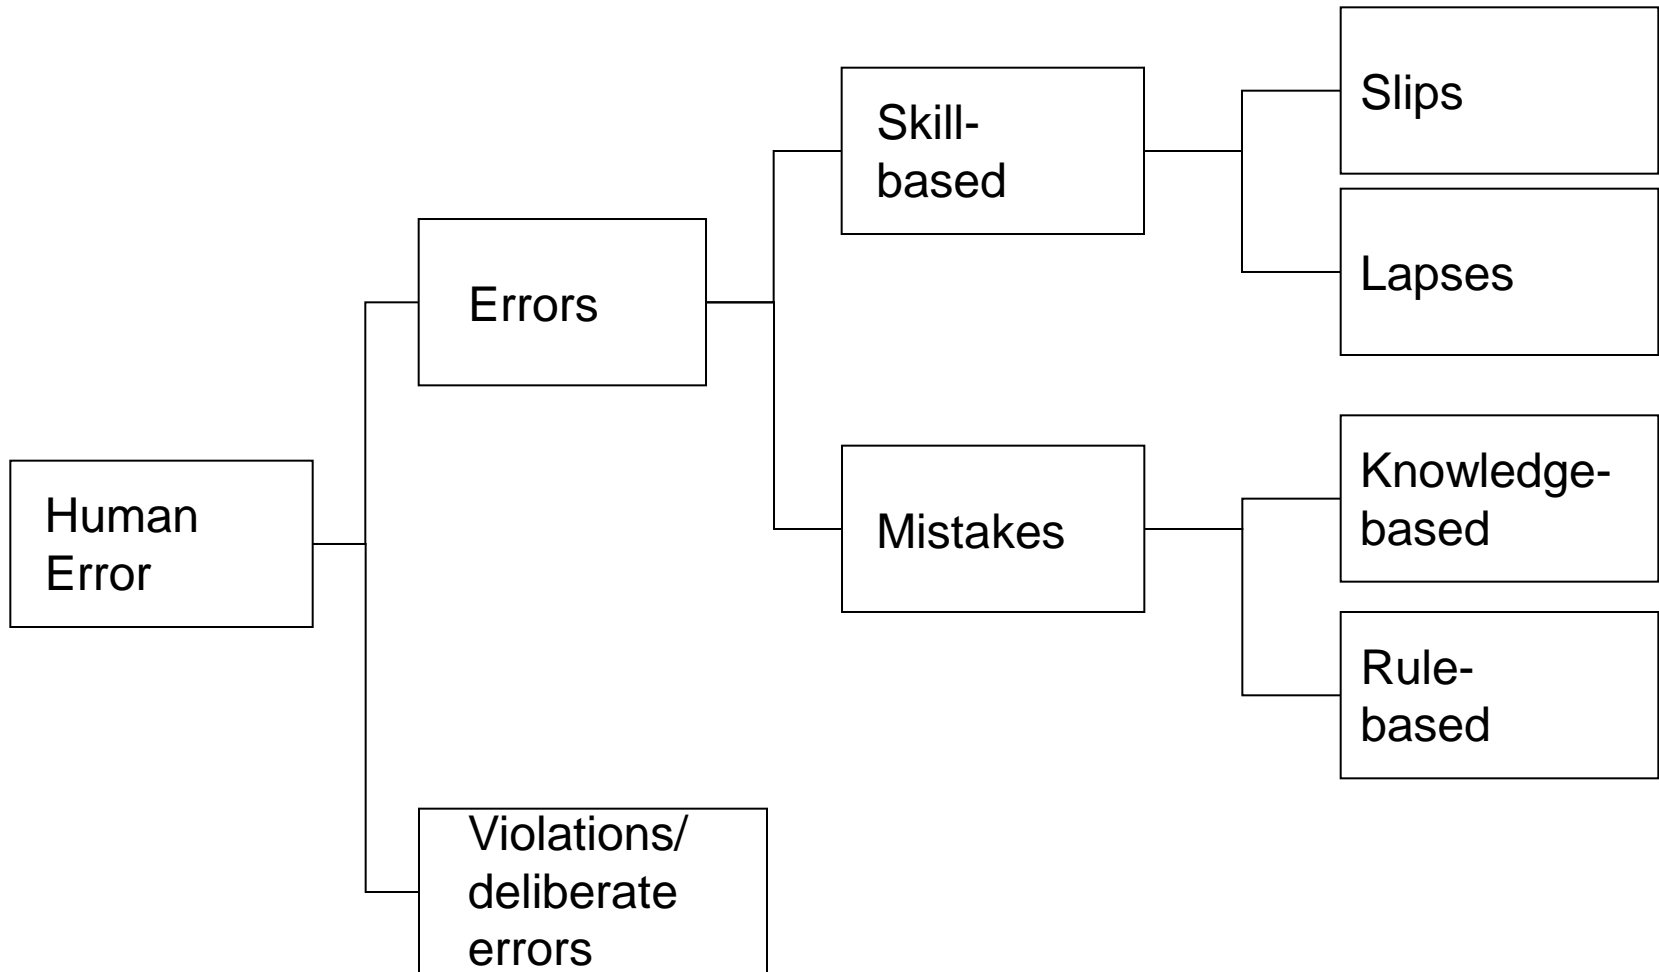 Human
Error
Errors
Violations/
deliberate
errors
Skill-
based
Mistakes
Slips
Lapses
Knowledge-
based
Rule-
based